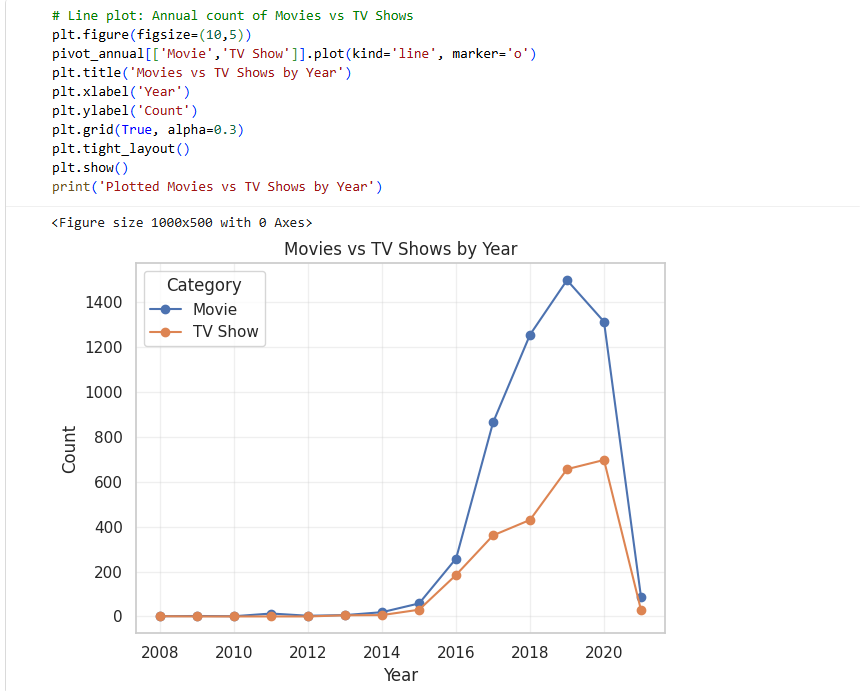 # Line plot: Annual count of Movies vs TV Shows
plt.figure(figsize=(10,5))
pivot_annual[['Movie','TV Show']].plot(kind='line', marker='o')
plt.title('Movies vs TV Shows by Year')
plt.xlabel('Year')
plt.ylabel('Count')
plt.grid(True, alpha=0.3)
plt.tight_layout()
plt.show()
print('Plotted Movies vs TV Shows by Year')
<Figure size 1000x500 with 0 Axes>
Movies vs TV Shows by Year
Category
Movie
TV Show
1400
1200
1000
800
600
400
200
0
Count
2008 2010 2012 2014 2016 2018 2020
Year